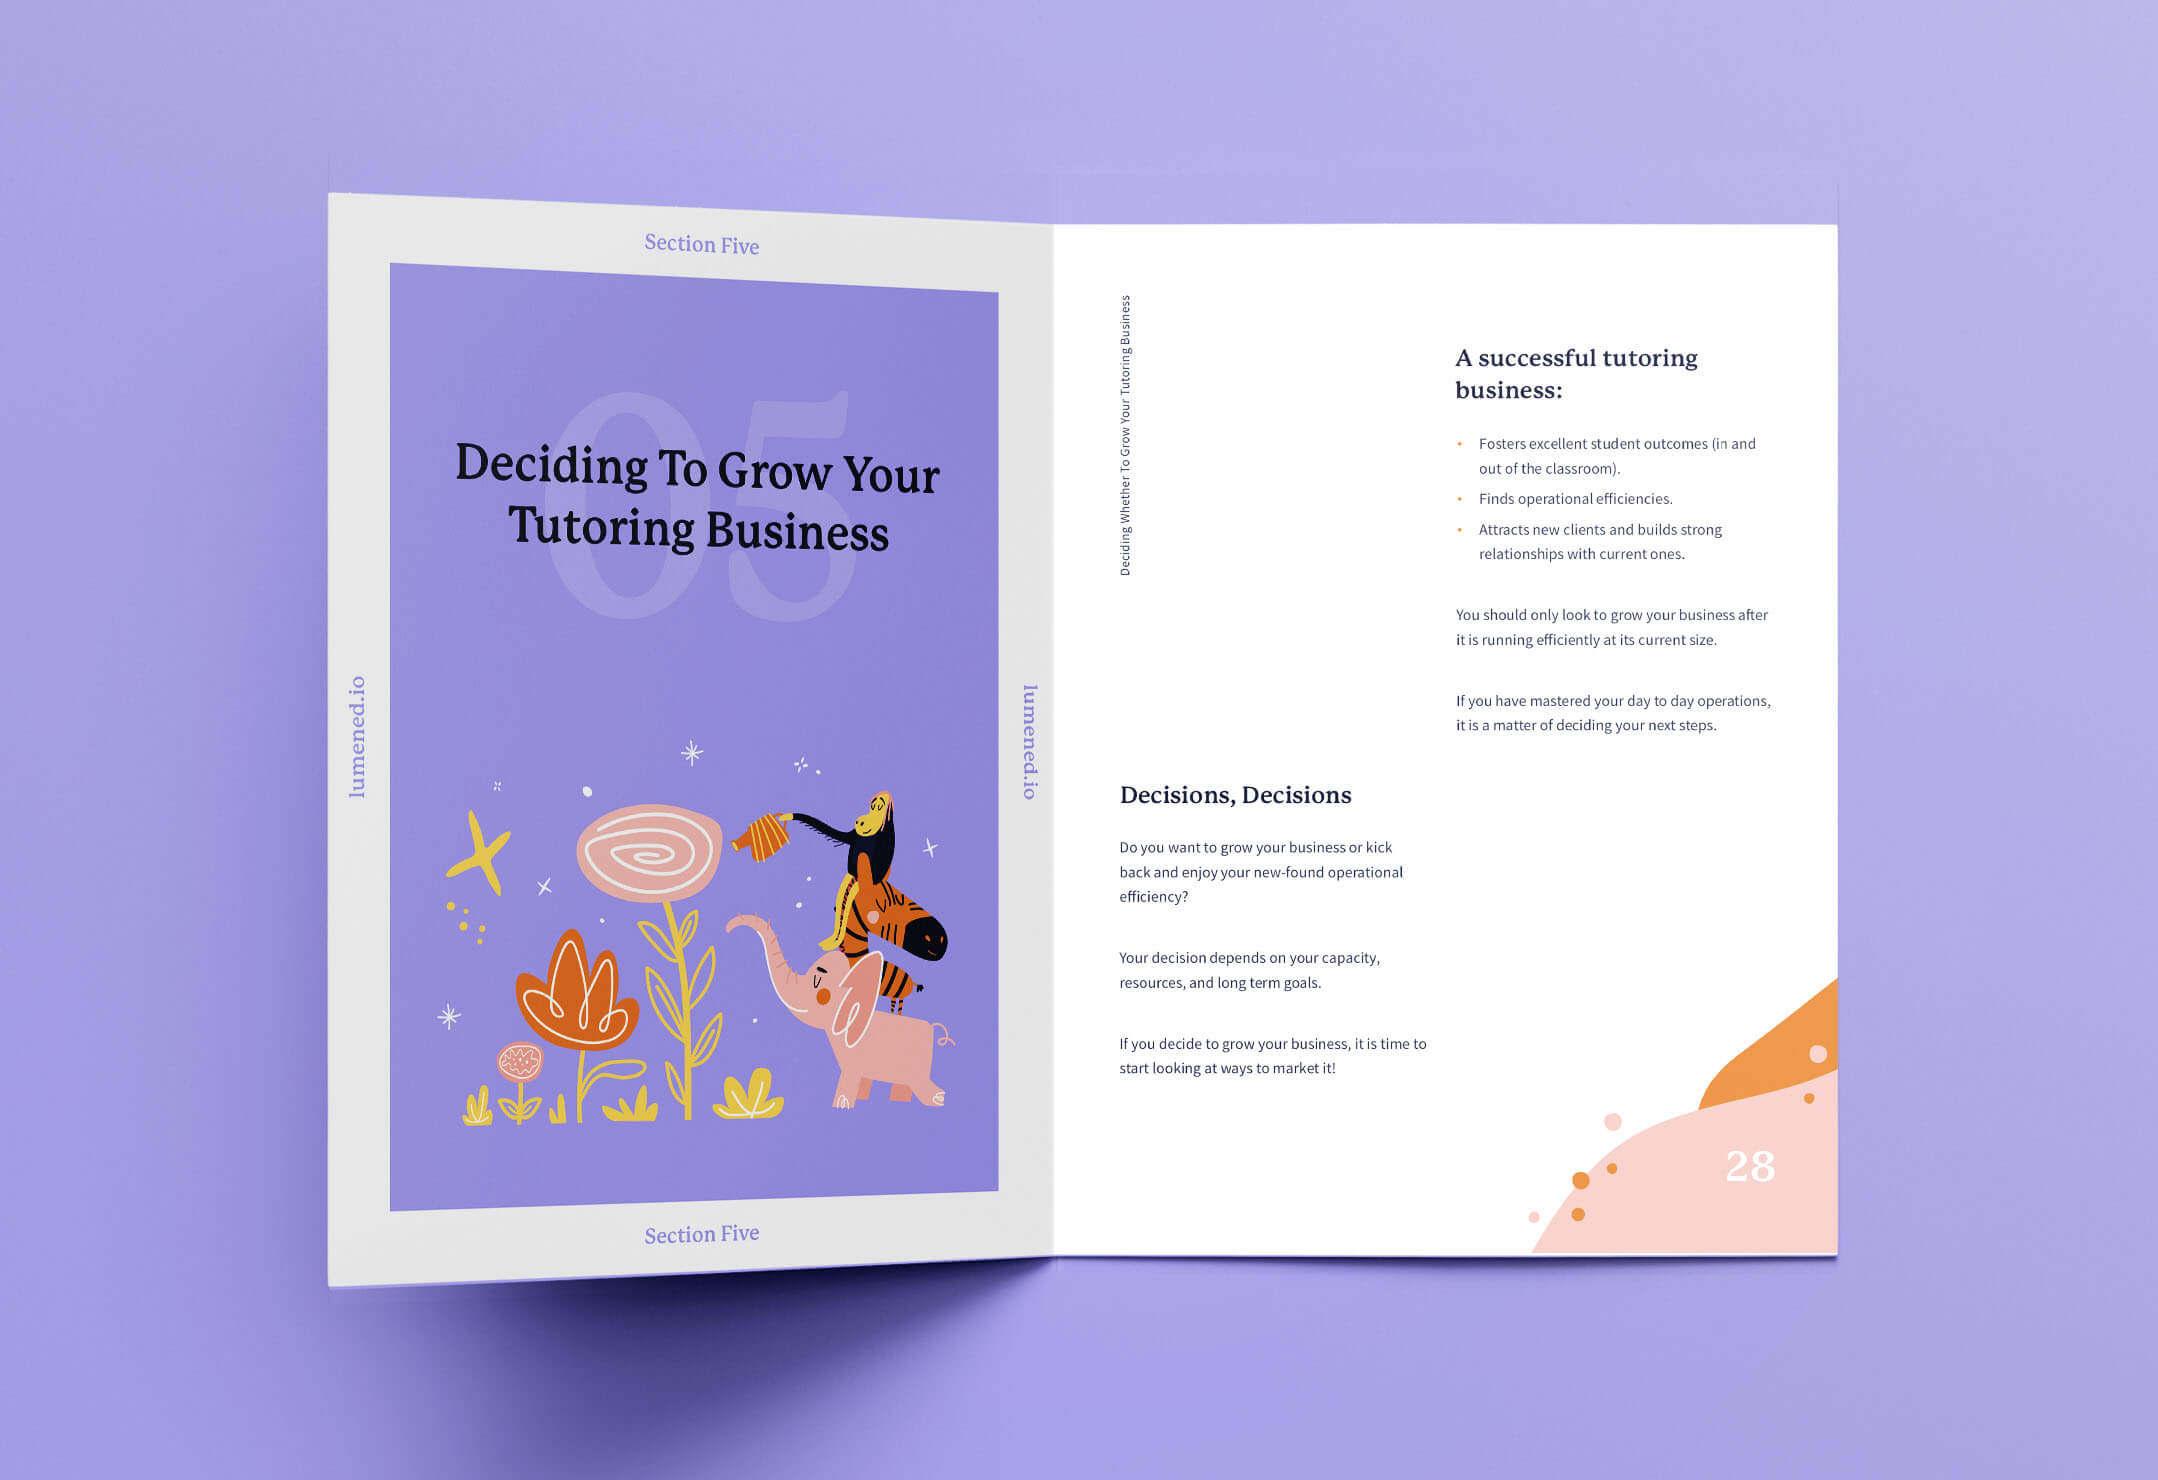 Section Five
05
Deciding To Grow Your
Tutoring Business
lumened.io
lumened.io
Section Five
Deciding Whether To Grow Your Tutoring Business
A successful tutoring
business:
• Fosters excellent student outcomes (in and
out of the classroom).
• Finds operational efficiencies.
• Attracts new clients and builds strong
relationships with current ones.
You should only look to grow your business after
it is running efficiently at its current size.
If you have mastered your day to day operations,
it is a matter of deciding your next steps.
Decisions, Decisions
Do you want to grow your business or kick
back and enjoy your new-found operational
efficiency?
Your decision depends on your capacity,
resources, and long term goals.
If you decide to grow your business, it is time to
start looking at ways to market it!
28